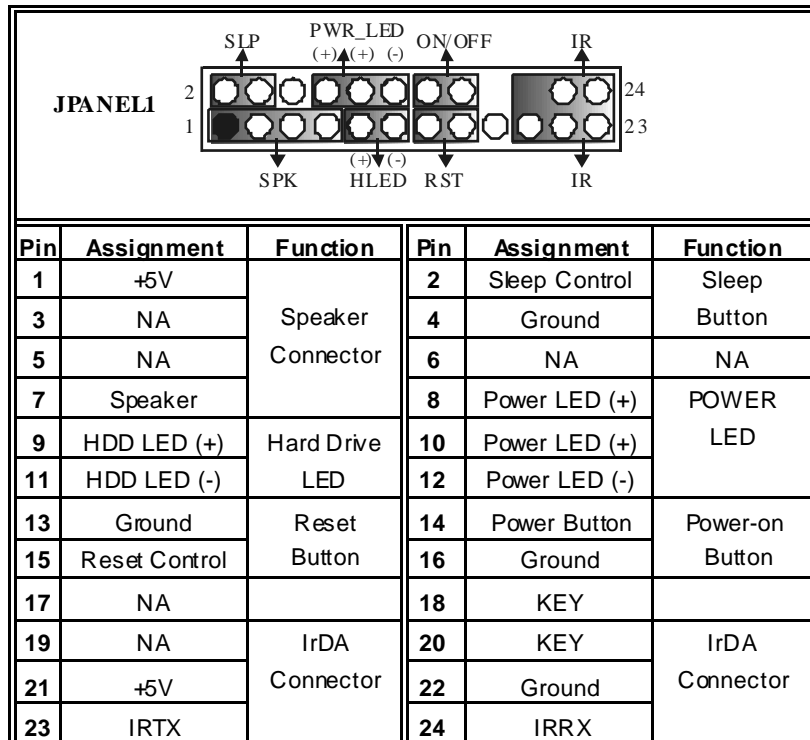 SLP PWR_LED ON/OFF IR
(+) (+) (-)
JPANEL1 2 24
1 23
(+) (-)
SPK HLED RST IR
Pin Assignment Function Pin Assignment Function
1 +5V Speaker Connector 2 Sleep Control Sleep Button
3 NA 4 Ground
5 NA 6 NA NA
7 Speaker 8 Power LED (+) POWER LED
9 HDD LED (+) Hard Drive LED 10 Power LED (+)
11 HDD LED (-) 12 Power LED (-)
13 Ground Reset Button 14 Power Button Power-on Button
15 Reset Control 16 Ground
17 NA 18 KEY
19 NA IrDA Connector 20 KEY IrDA Connector
21 +5V 22 Ground
23 IRTX 24 IRRX